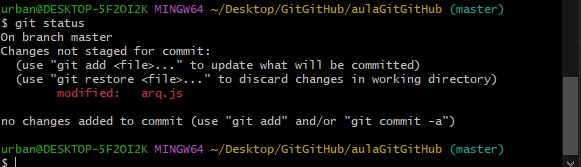 urban@DESKTOP-5F2OI2K MINGW64 ~/Desktop/GitGitHub/aulaGitGitHub (master)
$ git status
On branch master
Changes not staged for commit:
  (use "git add <file>..." to update what will be committed)
  (use "git restore <file>..." to discard changes in working directory)
        modified:   arq.js

no changes added to commit (use "git add" and/or "git commit -a")

urban@DESKTOP-5F2OI2K MINGW64 ~/Desktop/GitGitHub/aulaGitGitHub (master)
$